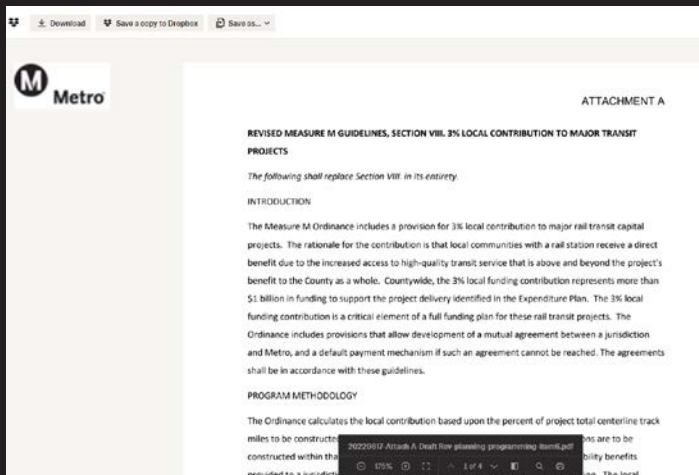 Download Save a copy to Dropbox Save as...
M Metro
ATTACHMENT A
REVISED MEASURE M GUIDELINES, SECTION VIII. 3% LOCAL CONTRIBUTION TO MAJOR TRANSIT
PROJECTS
The following shall replace Section VIII. in its entirety.
INTRODUCTION
The Measure M Ordinance includes a provision for 3% local contribution to major rail transit capital
projects. The rationale for the contribution is that local communities with a rail station receive a direct
benefit due to the increased access to high-quality transit service that is above and beyond the project's
benefit to the County as a whole. Countywide, the 3% local funding contribution represents more than
$1 billion in funding to support the project delivery identified in the Expenditure Plan. The 3% local
funding contribution is a critical element of a full funding plan for these rail transit projects. The
Ordinance includes provisions that allow development of a mutual agreement between a jurisdiction
and Metro, and a default payment mechanism if such an agreement cannot be reached. The agreements
shall be in accordance with these guidelines.
PROGRAM METHODOLOGY
The Ordinance calculates the local contribution based upon the percent of project total centerline track
miles to be constructed ns are to be
20220617-Attach A-Draft Rev-planning-programming-item6.pdf
constructed within tha bility benefits
175% 1 of 4
provided to a jurisdicti on. The local